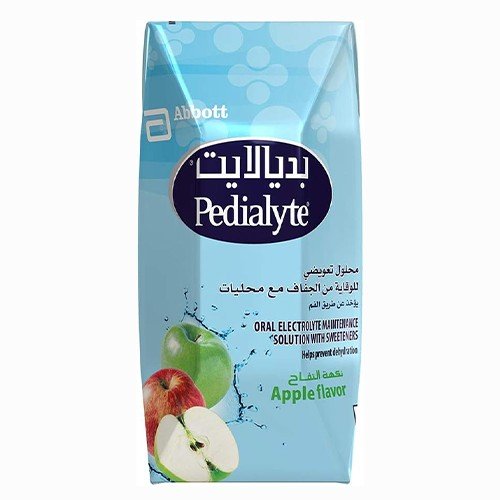 Abbott
بديالايت
Pedialyte®
محلول تعويضي
للوقاية من الجفاف مع محليات
يؤخذ عن طريق الفم
ORAL ELECTROLYTE MAINTENANCE
SOLUTION WITH SWEETENERS
Helps prevent dehydration
بنكهة التفاح
Apple flavor